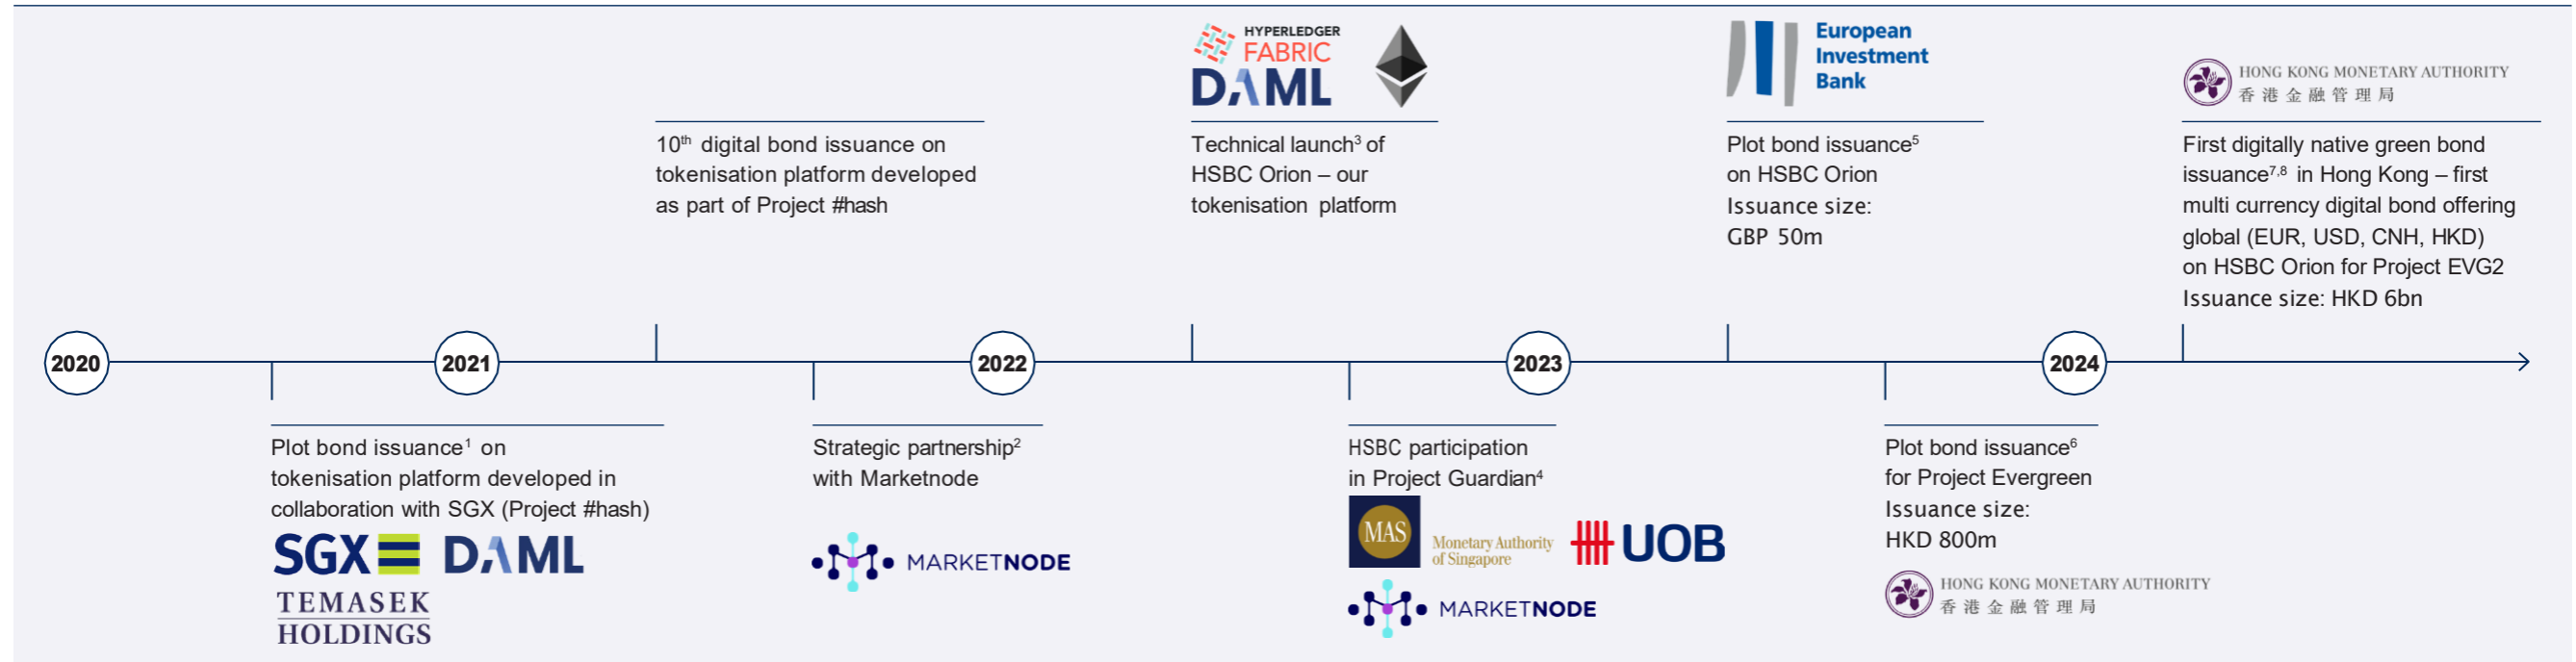 HYPERLEDGER
FABRIC
DAML
European
Investment
Bank
HONG KONG MONETARY AUTHORITY
香港金融管理局
10th digital bond issuance on
tokenisation platform developed
as part of Project #hash
Technical launch3 of
HSBC Orion – our
tokenisation platform
Plot bond issuance5
on HSBC Orion
Issuance size:
GBP 50m
First digitally native green bond
issuance7,8 in Hong Kong – first
multi currency digital bond offering
global (EUR, USD, CNH, HKD)
on HSBC Orion for Project EVG2
Issuance size: HKD 6bn
2020
2021
2022
2023
2024
Plot bond issuance1 on
tokenisation platform developed in
collaboration with SGX (Project #hash)
SGX DAML
TEMASEK
HOLDINGS
Strategic partnership2
with Marketnode
MARKETNODE
HSBC participation
in Project Guardian4
MAS
Monetary Authority
of Singapore
UOB
MARKETNODE
Plot bond issuance6
for Project Evergreen
Issuance size:
HKD 800m
HONG KONG MONETARY AUTHORITY
香港金融管理局